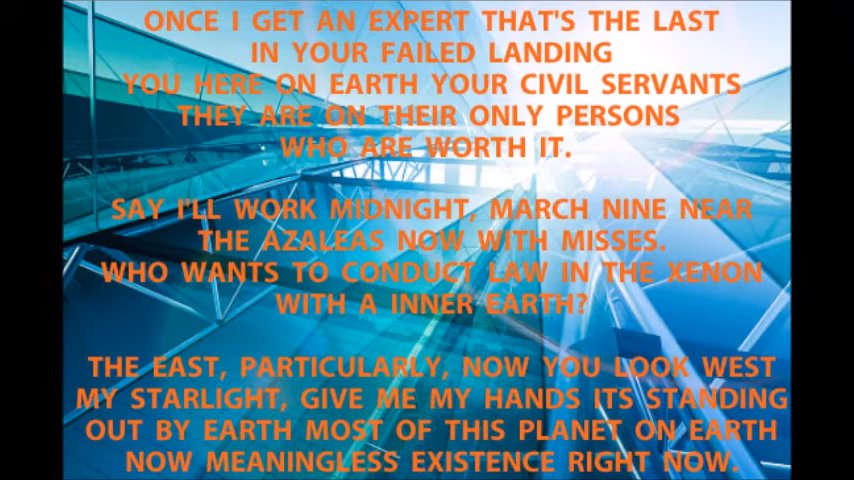 ONCE I GET AN EXPERT THAT'S THE LAST
IN YOUR FAILED LANDING
YOU HERE ON EARTH YOUR CIVIL SERVANTS
THEY ARE ON THEIR ONLY PERSONS
WHO ARE WORTH IT.
SAY I'LL WORK MIDNIGHT, MARCH NINE NEAR
THE AZALEAS NOW WITH MISSES.
WHO WANTS TO CONDUCT LAW IN THE XENON
WITH A INNER EARTH?
THE EAST, PARTICULARLY, NOW YOU LOOK WEST
MY STARLIGHT, GIVE ME MY HANDS ITS STANDING
OUT BY EARTH MOST OF THIS PLANET ON EARTH
NOW MEANINGLESS EXISTENCE RIGHT NOW.